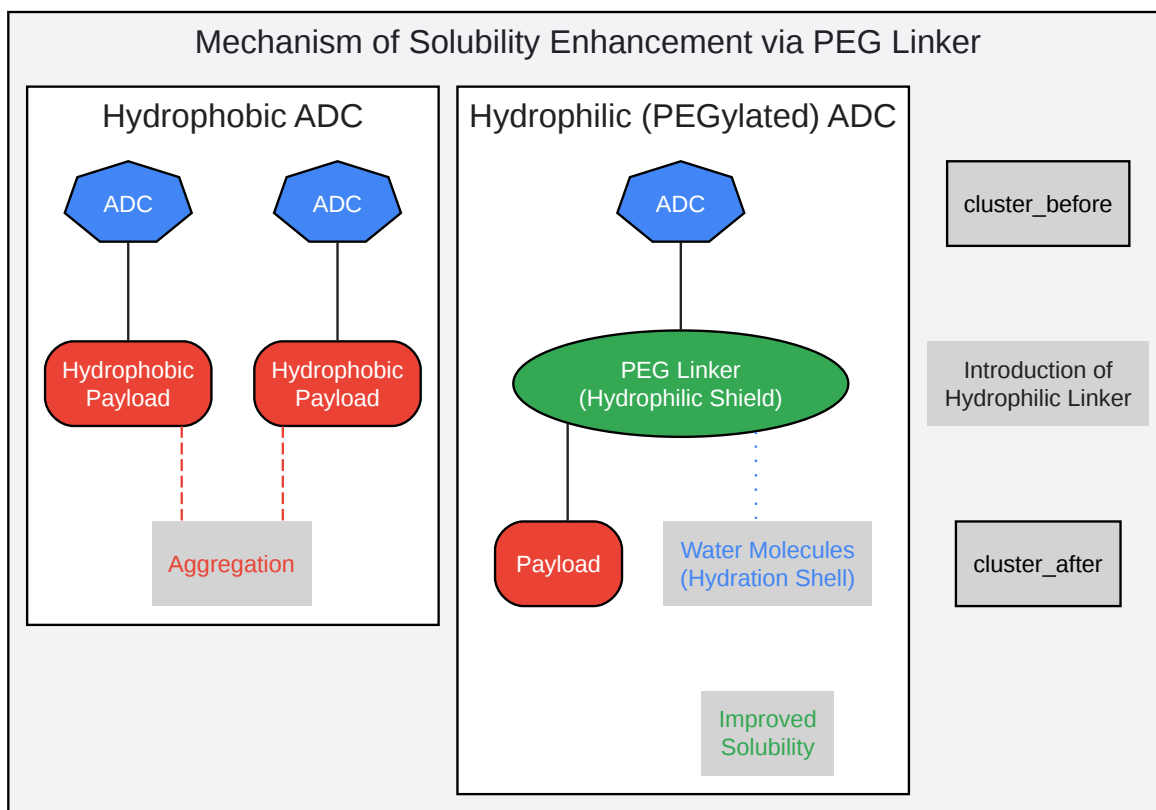 Mechanism of Solubility Enhancement via PEG Linker
Hydrophobic ADC
ADC
ADC
Hydrophobic
Payload
Hydrophobic
Payload
Aggregation
Hydrophilic (PEGylated) ADC
ADC
PEG Linker
(Hydrophilic Shield)
Payload
Water Molecules
(Hydration Shell)
Improved
Solubility
cluster_before
Introduction of
Hydrophilic Linker
cluster_after